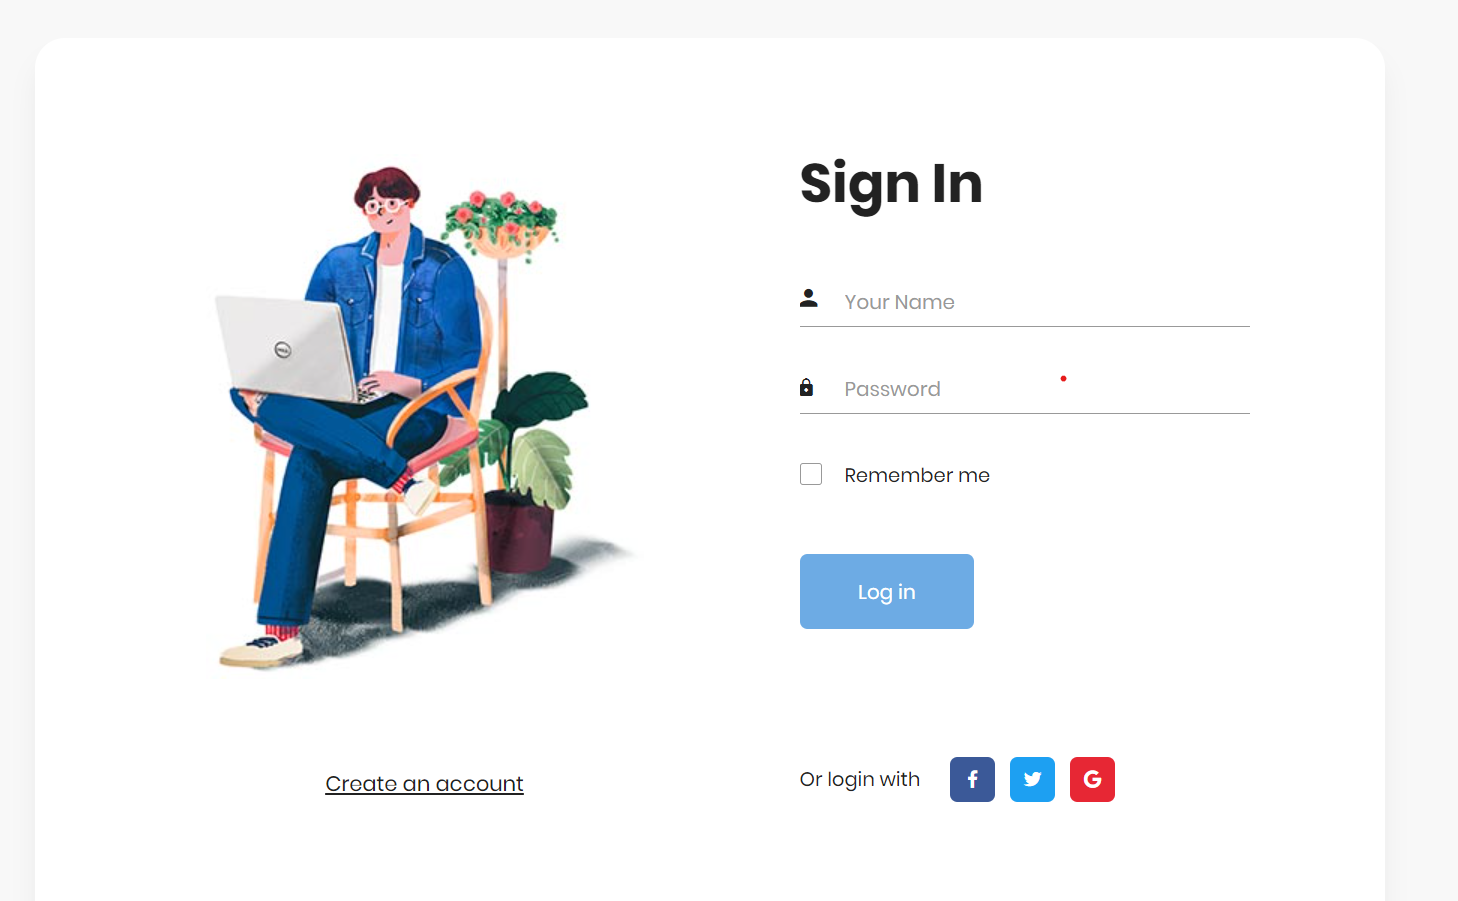 Sign In
Your Name
Password
Remember me
Log in
Create an account
Or login with